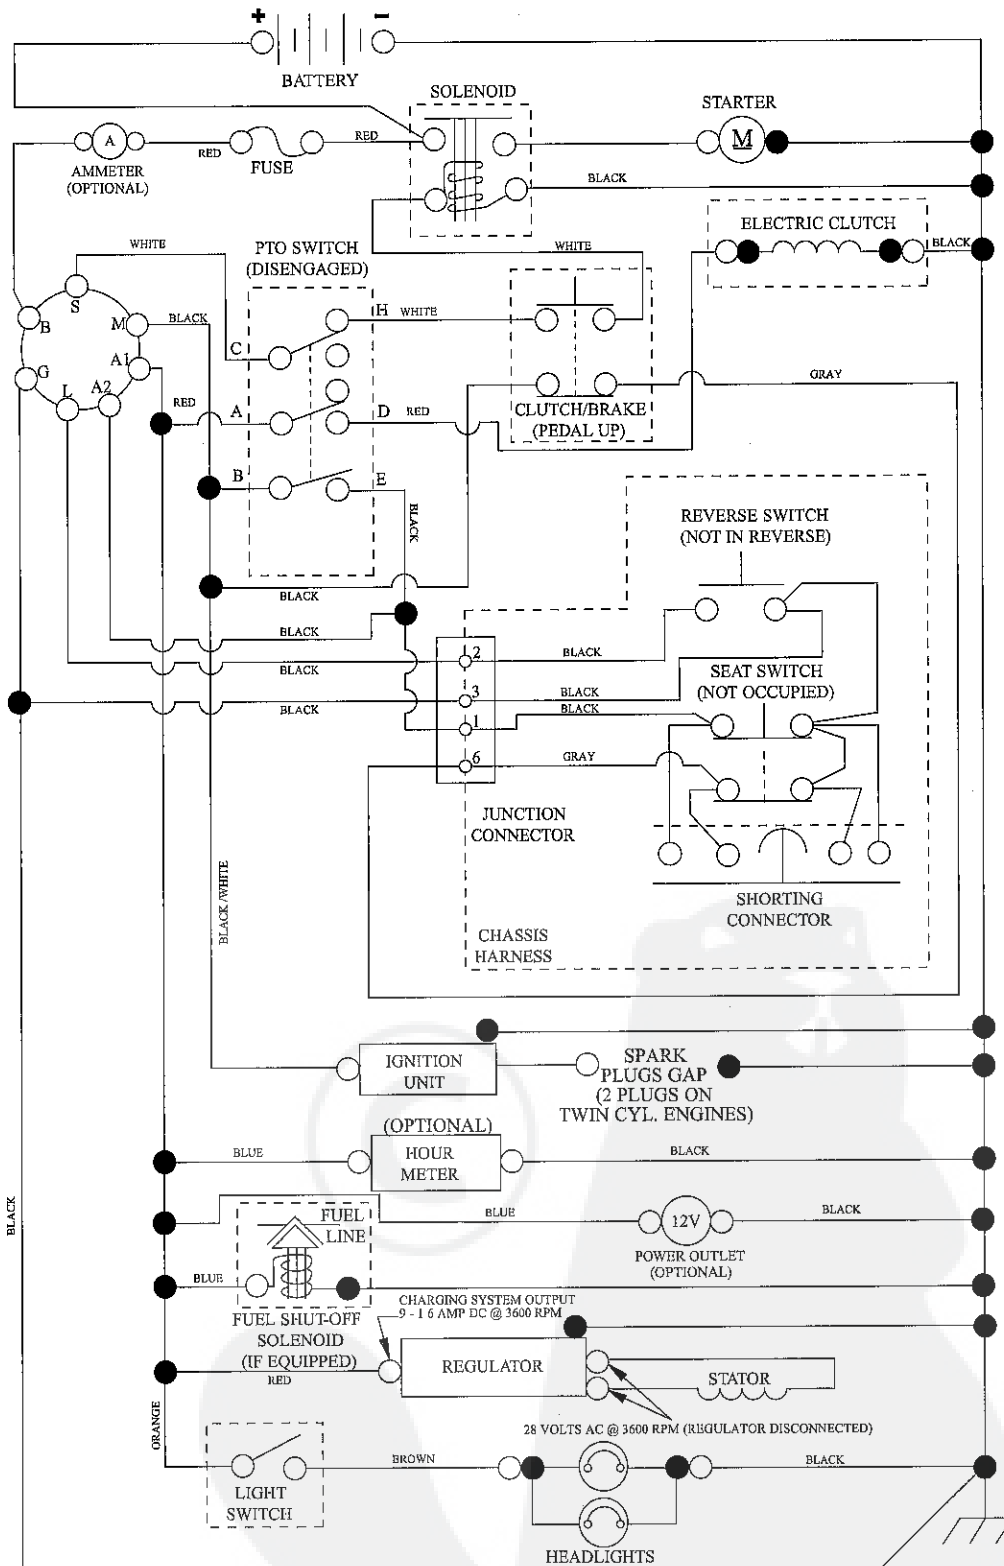 + −
BATTERY
SOLENOID
STARTER
A
RED
FUSE
RED
M
AMMETER
(OPTIONAL)
BLACK
ELECTRIC CLUTCH
BLACK
WHITE
PTO SWITCH
(DISENGAGED)
WHITE
S
B
M
BLACK
H
WHITE
C
G
A1
L
A2
RED
A
D
RED
GRAY
CLUTCH/BRAKE
(PEDAL UP)
B
E
BLACK
REVERSE SWITCH
(NOT IN REVERSE)
BLACK
BLACK
BLACK
BLACK
2
BLACK
SEAT SWITCH
(NOT OCCUPIED)
3
BLACK
BLACK
1
6
GRAY
JUNCTION
CONNECTOR
SHORTING
CONNECTOR
BLACK/WHITE
CHASSIS
HARNESS
IGNITION
UNIT
SPARK
PLUGS GAP
(2 PLUGS ON
TWIN CYL. ENGINES)
(OPTIONAL)
HOUR
METER
BLUE
BLACK
BLACK
FUEL
LINE
BLUE
12V
BLACK
POWER OUTLET
(OPTIONAL)
BLUE
FUEL SHUT-OFF
SOLENOID
(IF EQUIPPED)
CHARGING SYSTEM OUTPUT
9 - 1 6 AMP DC @ 3600 RPM
RED
REGULATOR
STATOR
28 VOLTS AC @ 3600 RPM (REGULATOR DISCONNECTED)
ORANGE
BROWN
BLACK
LIGHT
SWITCH
HEADLIGHTS
©